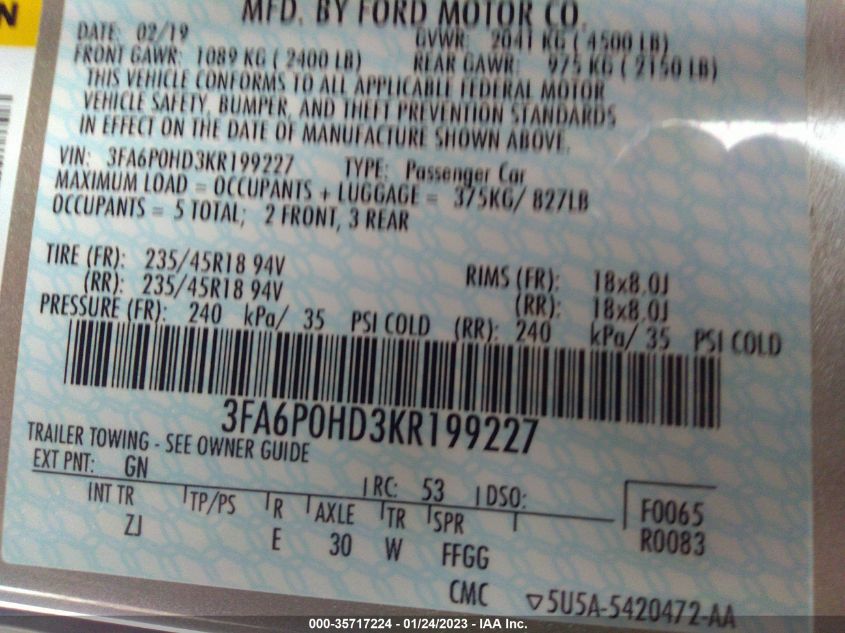 N
MFD. BY FORD MOTOR CO.
DATE: 02/19 GVWR: 2041 KG ( 4500 LB)
FRONT GAWR: 1089 KG ( 2400 LB) REAR GAWR: 975 KG ( 2150 LB)
THIS VEHICLE CONFORMS TO ALL APPLICABLE FEDERAL MOTOR
VEHICLE SAFETY, BUMPER, AND THEFT PREVENTION STANDARDS
IN EFFECT ON THE DATE OF MANUFACTURE SHOWN ABOVE.
VIN: 3FA6P0HD3KR199227 TYPE: Passenger Car
MAXIMUM LOAD = OCCUPANTS + LUGGAGE = 375KG/ 827LB
OCCUPANTS = 5 TOTAL; 2 FRONT, 3 REAR
TIRE (FR): 235/45R18 94V RIMS (FR): 18x8.0J
(RR): 235/45R18 94V (RR): 18x8.0J
PRESSURE (FR): 240 kPa/ 35 PSI COLD (RR): 240 kPa/ 35 PSI COLD
3FA6P0HD3KR199227
TRAILER TOWING - SEE OWNER GUIDE
EXT PNT: GN RC: 53 DSO: F0065
INT TR TP/PS R AXLE TR SPR R0083
ZJ E 30 W FFGG
CMC ▽5U5A-5420472-AA
000-35717224 - 01/24/2023 - IAA Inc.